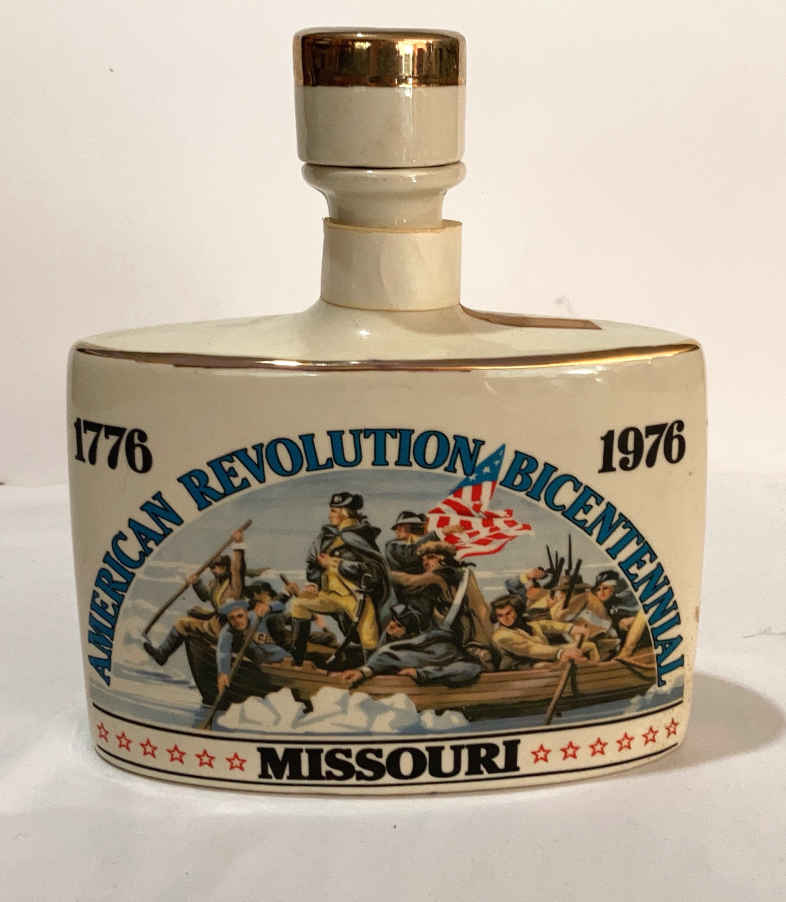 1776
1976
AMERICAN REVOLUTION BICENTENNIAL
MISSOURI